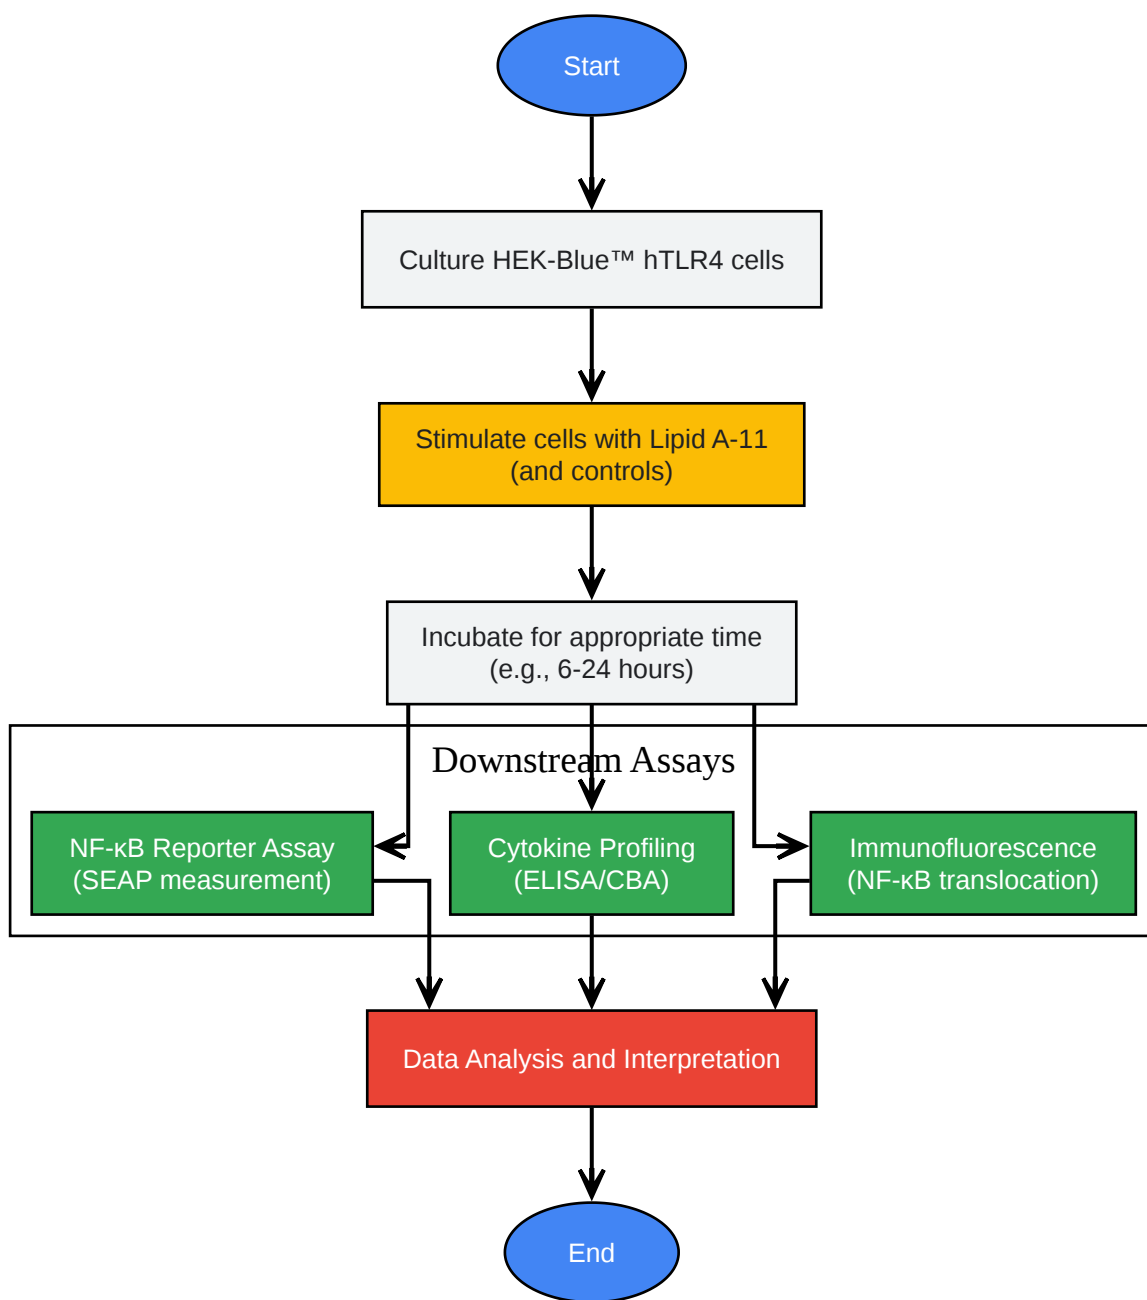 Start
Culture HEK-Blue™ hTLR4 cells
Stimulate cells with Lipid A-11
(and controls)
Incubate for appropriate time
(e.g., 6-24 hours)
Downstream Assays
NF-κB Reporter Assay
(SEAP measurement)
Cytokine Profiling
(ELISA/CBA)
Immunofluorescence
(NF-κB translocation)
Data Analysis and Interpretation
End